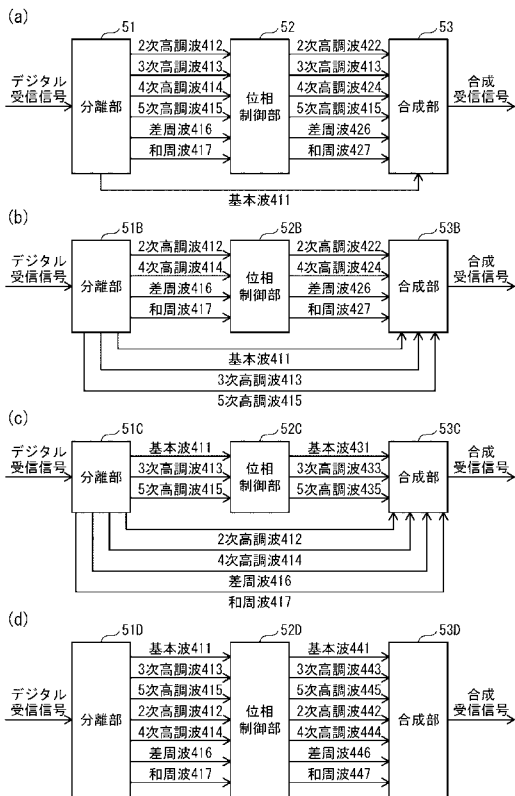 (a)
51
52
53
デジタル
受信信号
分離部
2次高調波412
3次高調波413
4次高調波414
5次高調波415
差周波416
和周波417
位相
制御部
2次高調波422
3次高調波413
4次高調波424
5次高調波415
差周波426
和周波427
合成部
合成
受信信号
基本波411
(b)
51B
52B
53B
デジタル
受信信号
分離部
2次高調波412
4次高調波414
差周波416
和周波417
位相
制御部
2次高調波422
4次高調波424
差周波426
和周波427
合成部
合成
受信信号
基本波411
3次高調波413
5次高調波415
(c)
51C
52C
53C
デジタル
受信信号
分離部
基本波411
3次高調波413
5次高調波415
位相
制御部
基本波431
3次高調波433
5次高調波435
合成部
合成
受信信号
2次高調波412
4次高調波414
差周波416
和周波417
(d)
51D
52D
53D
デジタル
受信信号
分離部
基本波411
3次高調波413
5次高調波415
2次高調波412
4次高調波414
差周波416
和周波417
位相
制御部
基本波441
3次高調波443
5次高調波445
2次高調波442
4次高調波444
差周波446
和周波447
合成部
合成
受信信号